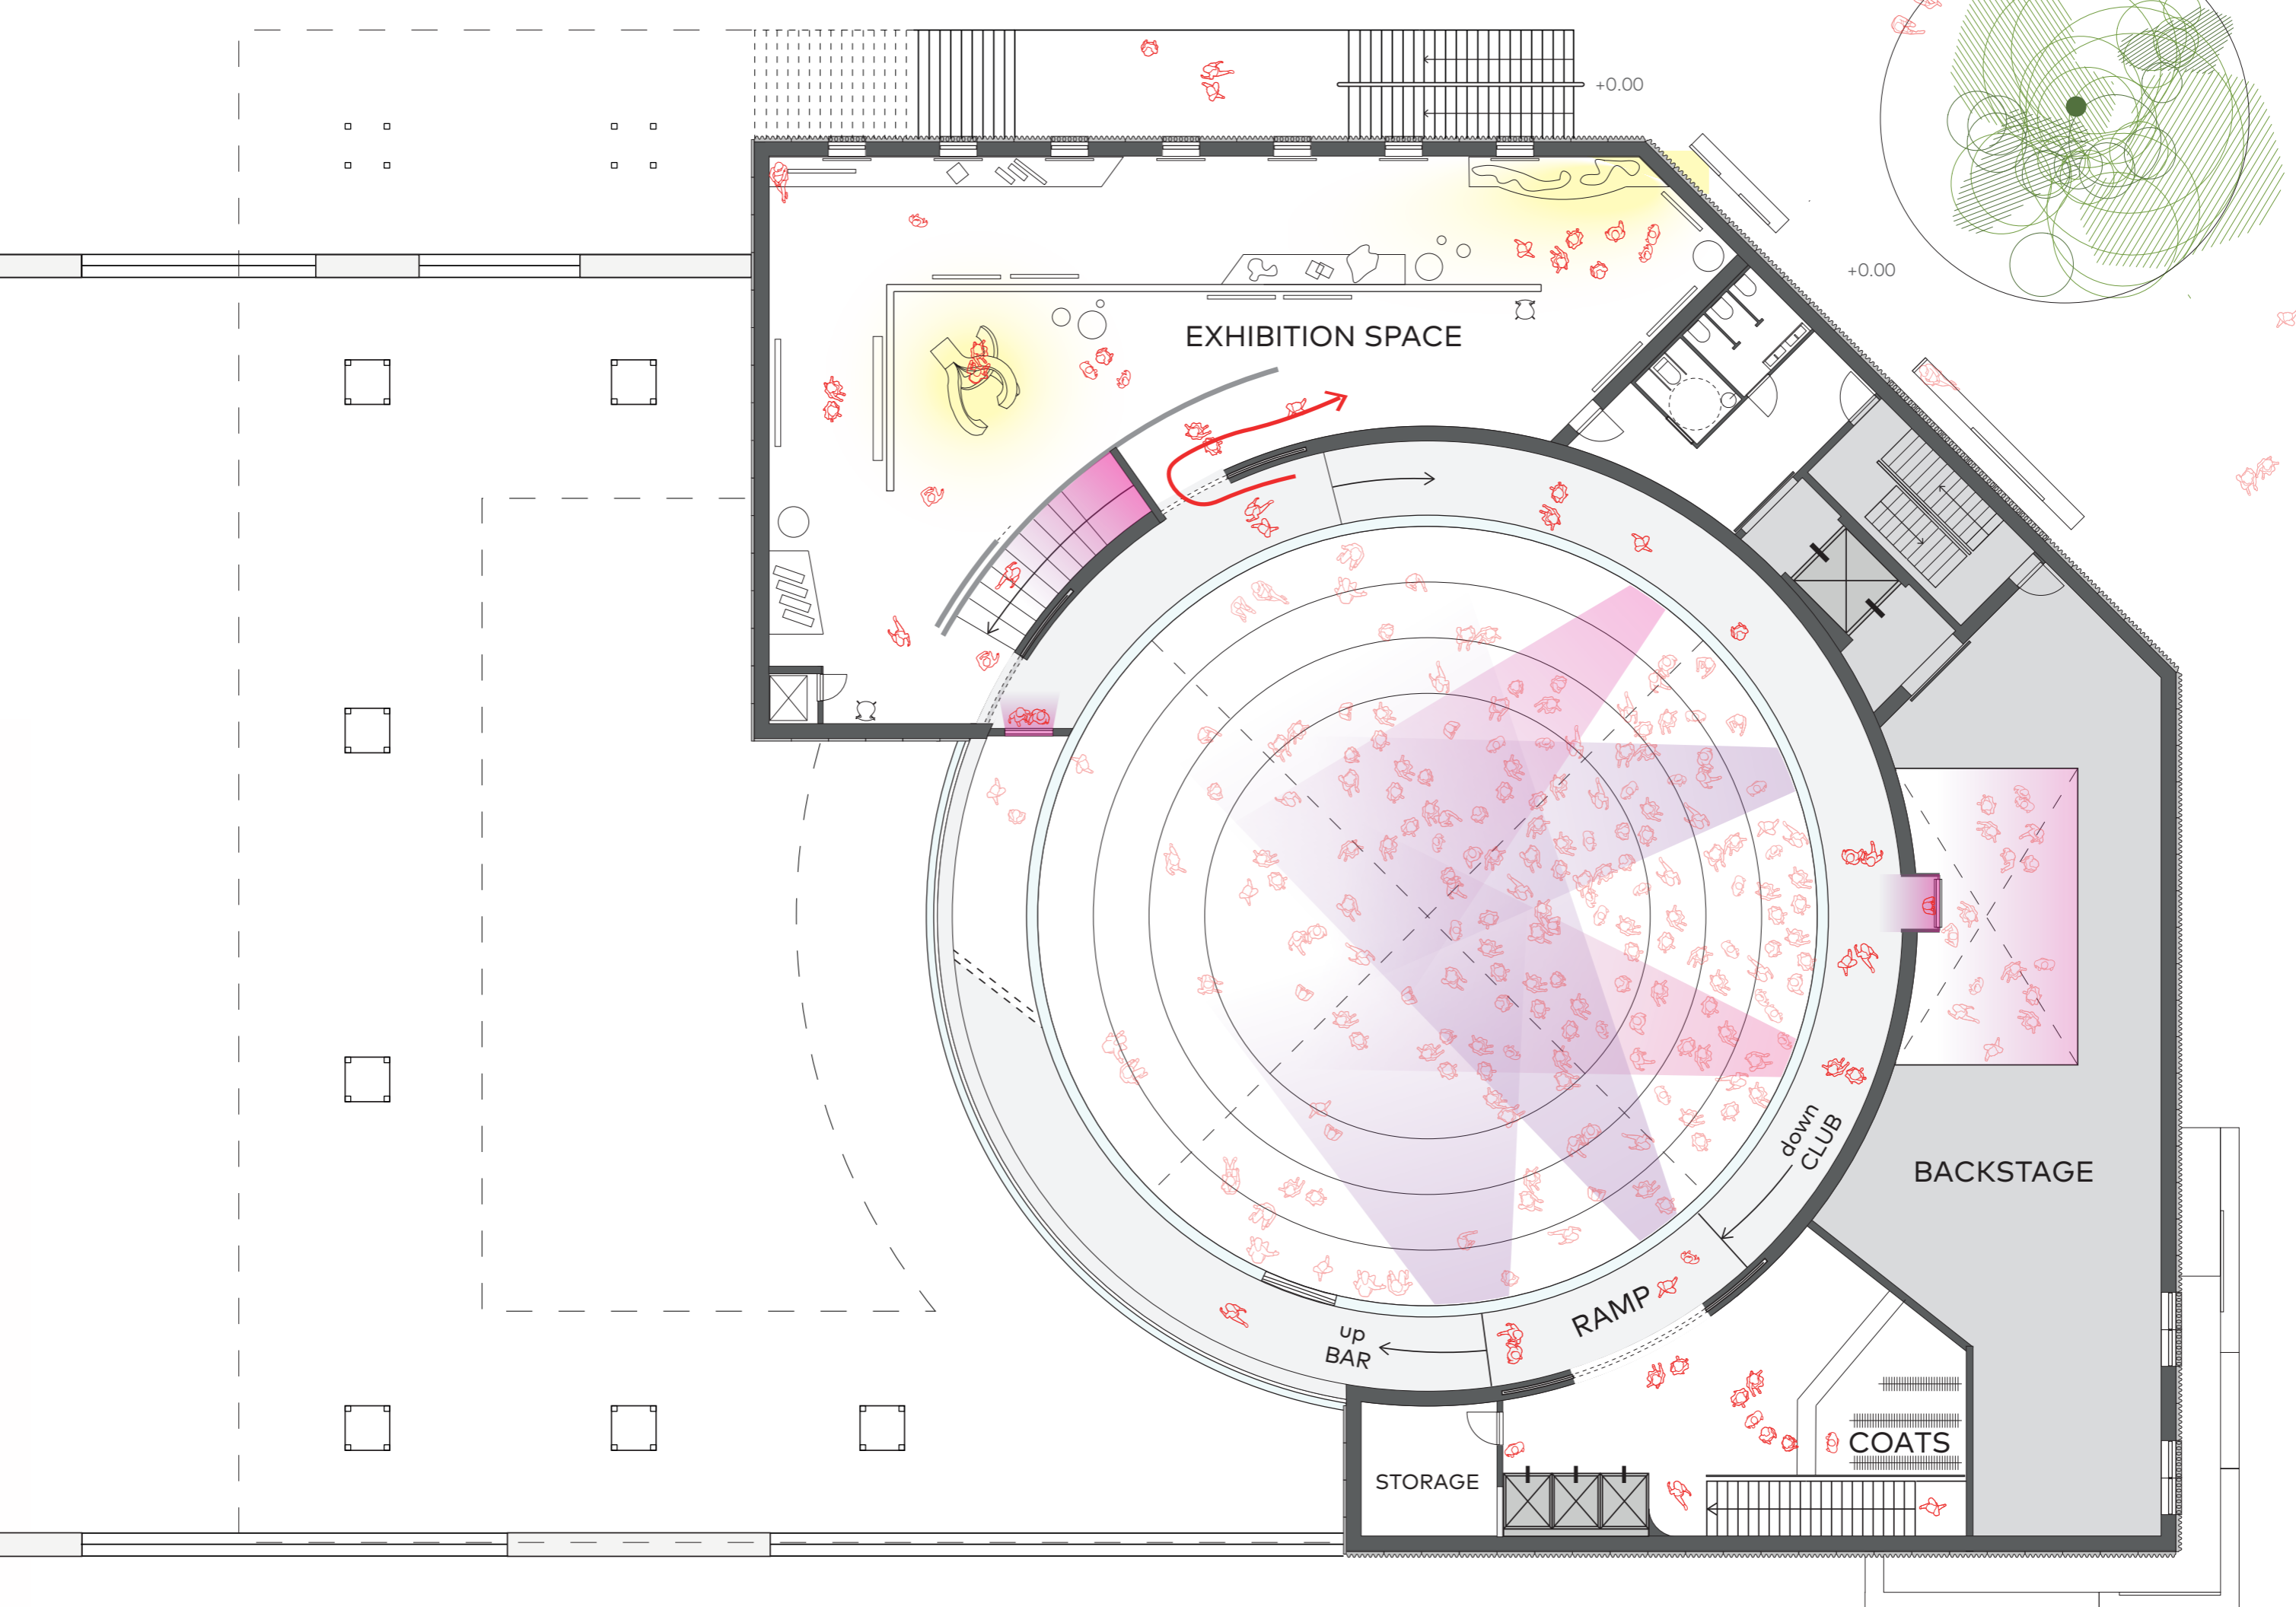 +0.00
+0.00
EXHIBITION SPACE
down
CLUB
BACKSTAGE
RAMP
up
BAR
COATS
STORAGE